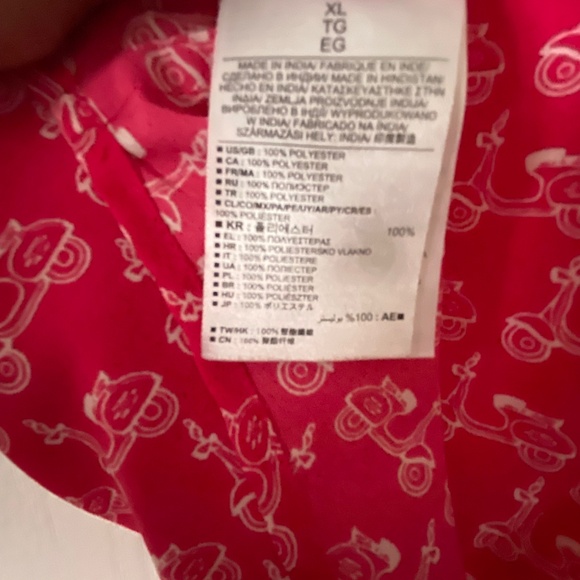 XL
TG
EG
MADE IN INDIA/ FABRIQUE EN INDE/
СДЕЛАНО В ИНДИИ/ MADE IN HINDISTAN/
HECHO EN INDIA/ ΚΑΤΑΣΚΕΥΑΣΤΗΚΕ ΣΤΗΝ
ΙΝΔΙΑ/ ZEMLJA PROIZVODNJE INDIJA/
ВИРОБЛЕНО В ІНДІЇ/ WYPRODUKOWANO
W INDIA/ FABRICADO NA INDIA/
SZÁRMAZÁSI HELY: INDIA/ 印度製造
■ US/GB : 100% POLYESTER
■ CA : 100% POLYESTER
■ FR/MA : 100% POLYESTER
■ RU : 100% ПОЛИЭСТЕР
■ TR : 100% POLYESTER
■ CL/CO/MX/PA/PE/UY/AR/PY/CR/ES :
100% POLIÉSTER
■ KR : 폴리에스터 100%
■ EL : 100% ΠΟΛΥΕΣΤΕΡΑΣ
■ HR : 100% POLIESTERSKO VLAKNO
■ IT : 100% POLIESTERE
■ UA : 100% ПОЛІЕСТЕР
■ PL : 100% POLIESTER
■ BR : 100% POLIÉSTER
■ HU : 100% POLIÉSZTER
■ JP : 100% ポリエステル
■AE : 100% بوليستر
■ TW/HK : 100% 聚酯纖維
■ CN : 100% 聚酯纤维